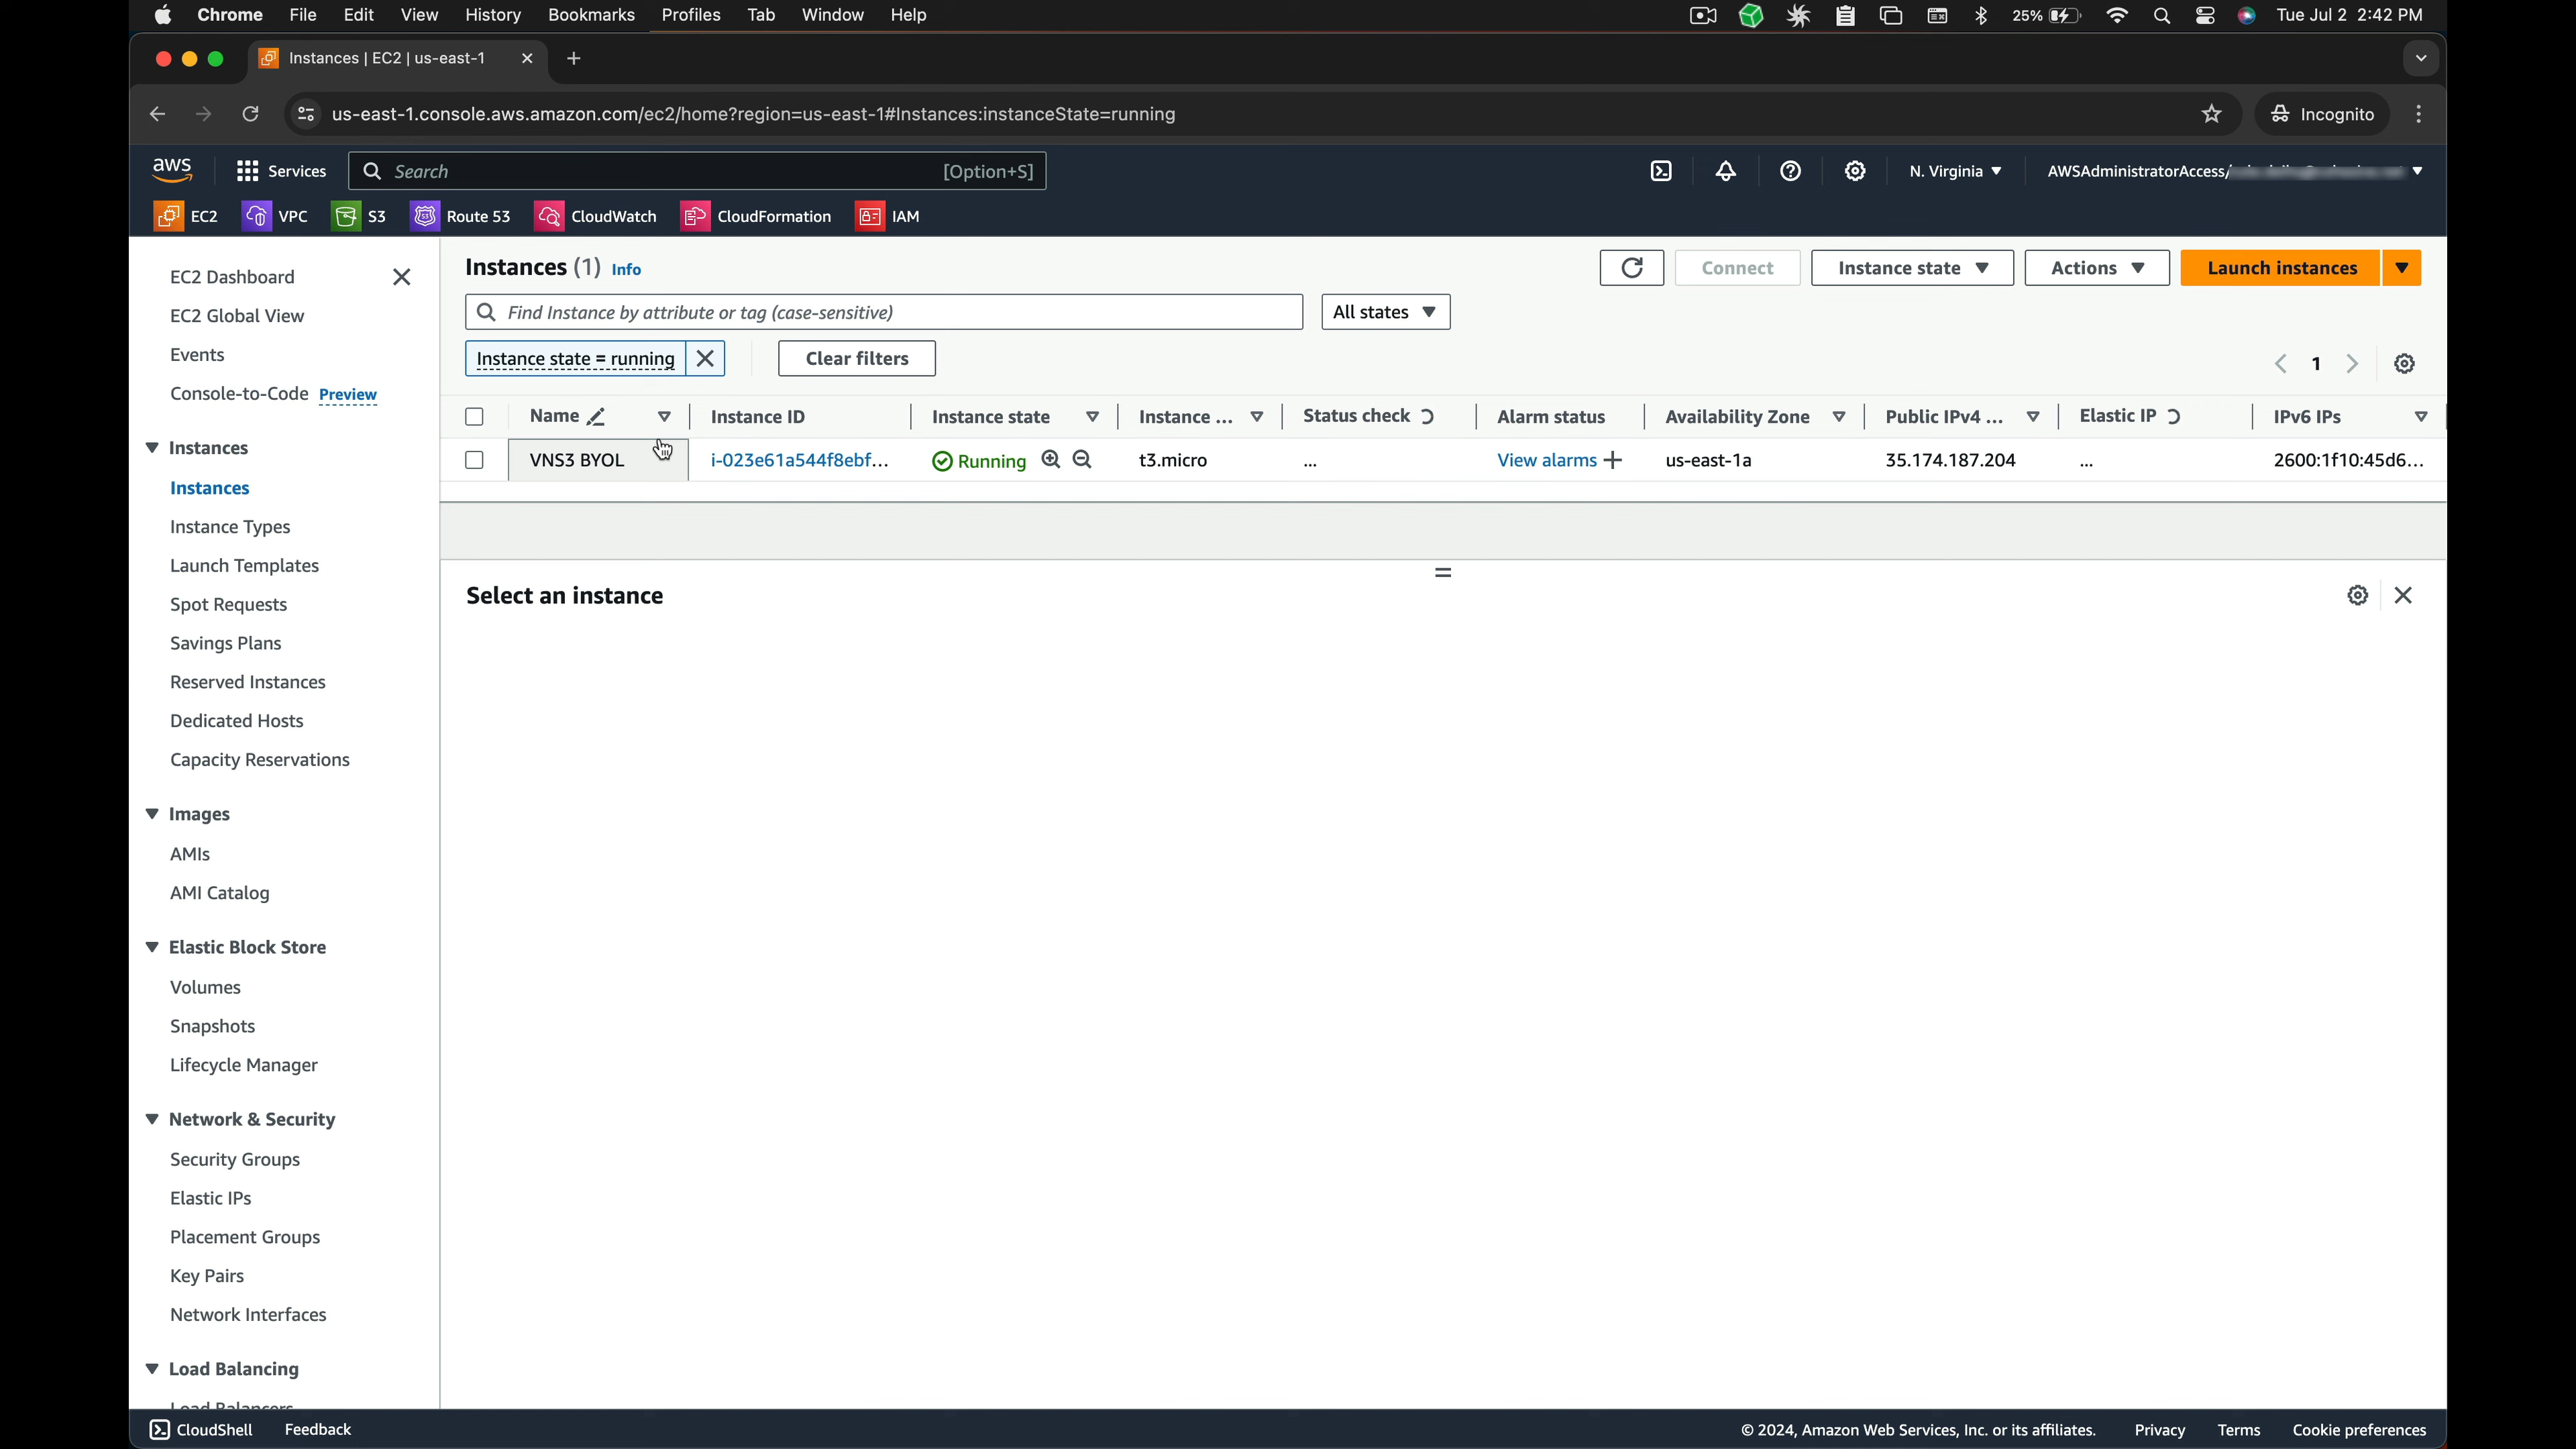 Chrome File Edit View History Bookmarks Profiles Tab Window Help 25% Tue Jul 2 2:42 PM
Instances | EC2 | us-east-1
us-east-1.console.aws.amazon.com/ec2/home?region=us-east-1#Instances:instanceState=running Incognito
aws Services Search [Option+S] N. Virginia AWSAdministratorAccess/
EC2 VPC S3 Route 53 CloudWatch CloudFormation IAM
EC2 Dashboard
EC2 Global View
Events
Console-to-Code Preview
Instances
Instances
Instance Types
Launch Templates
Spot Requests
Savings Plans
Reserved Instances
Dedicated Hosts
Capacity Reservations
Images
AMIs
AMI Catalog
Elastic Block Store
Volumes
Snapshots
Lifecycle Manager
Network & Security
Security Groups
Elastic IPs
Placement Groups
Key Pairs
Network Interfaces
Load Balancing
Load Balancers
Instances (1) Info Connect Instance state Actions Launch instances
Find Instance by attribute or tag (case-sensitive) All states
Instance state = running Clear filters 1
Name Instance ID Instance state Instance ... Status check Alarm status Availability Zone Public IPv4 ... Elastic IP IPv6 IPs
VNS3 BYOL i-023e61a544f8ebf... Running t3.micro ... View alarms us-east-1a 35.174.187.204 ... 2600:1f10:45d6...
Select an instance
CloudShell Feedback © 2024, Amazon Web Services, Inc. or its affiliates. Privacy Terms Cookie preferences